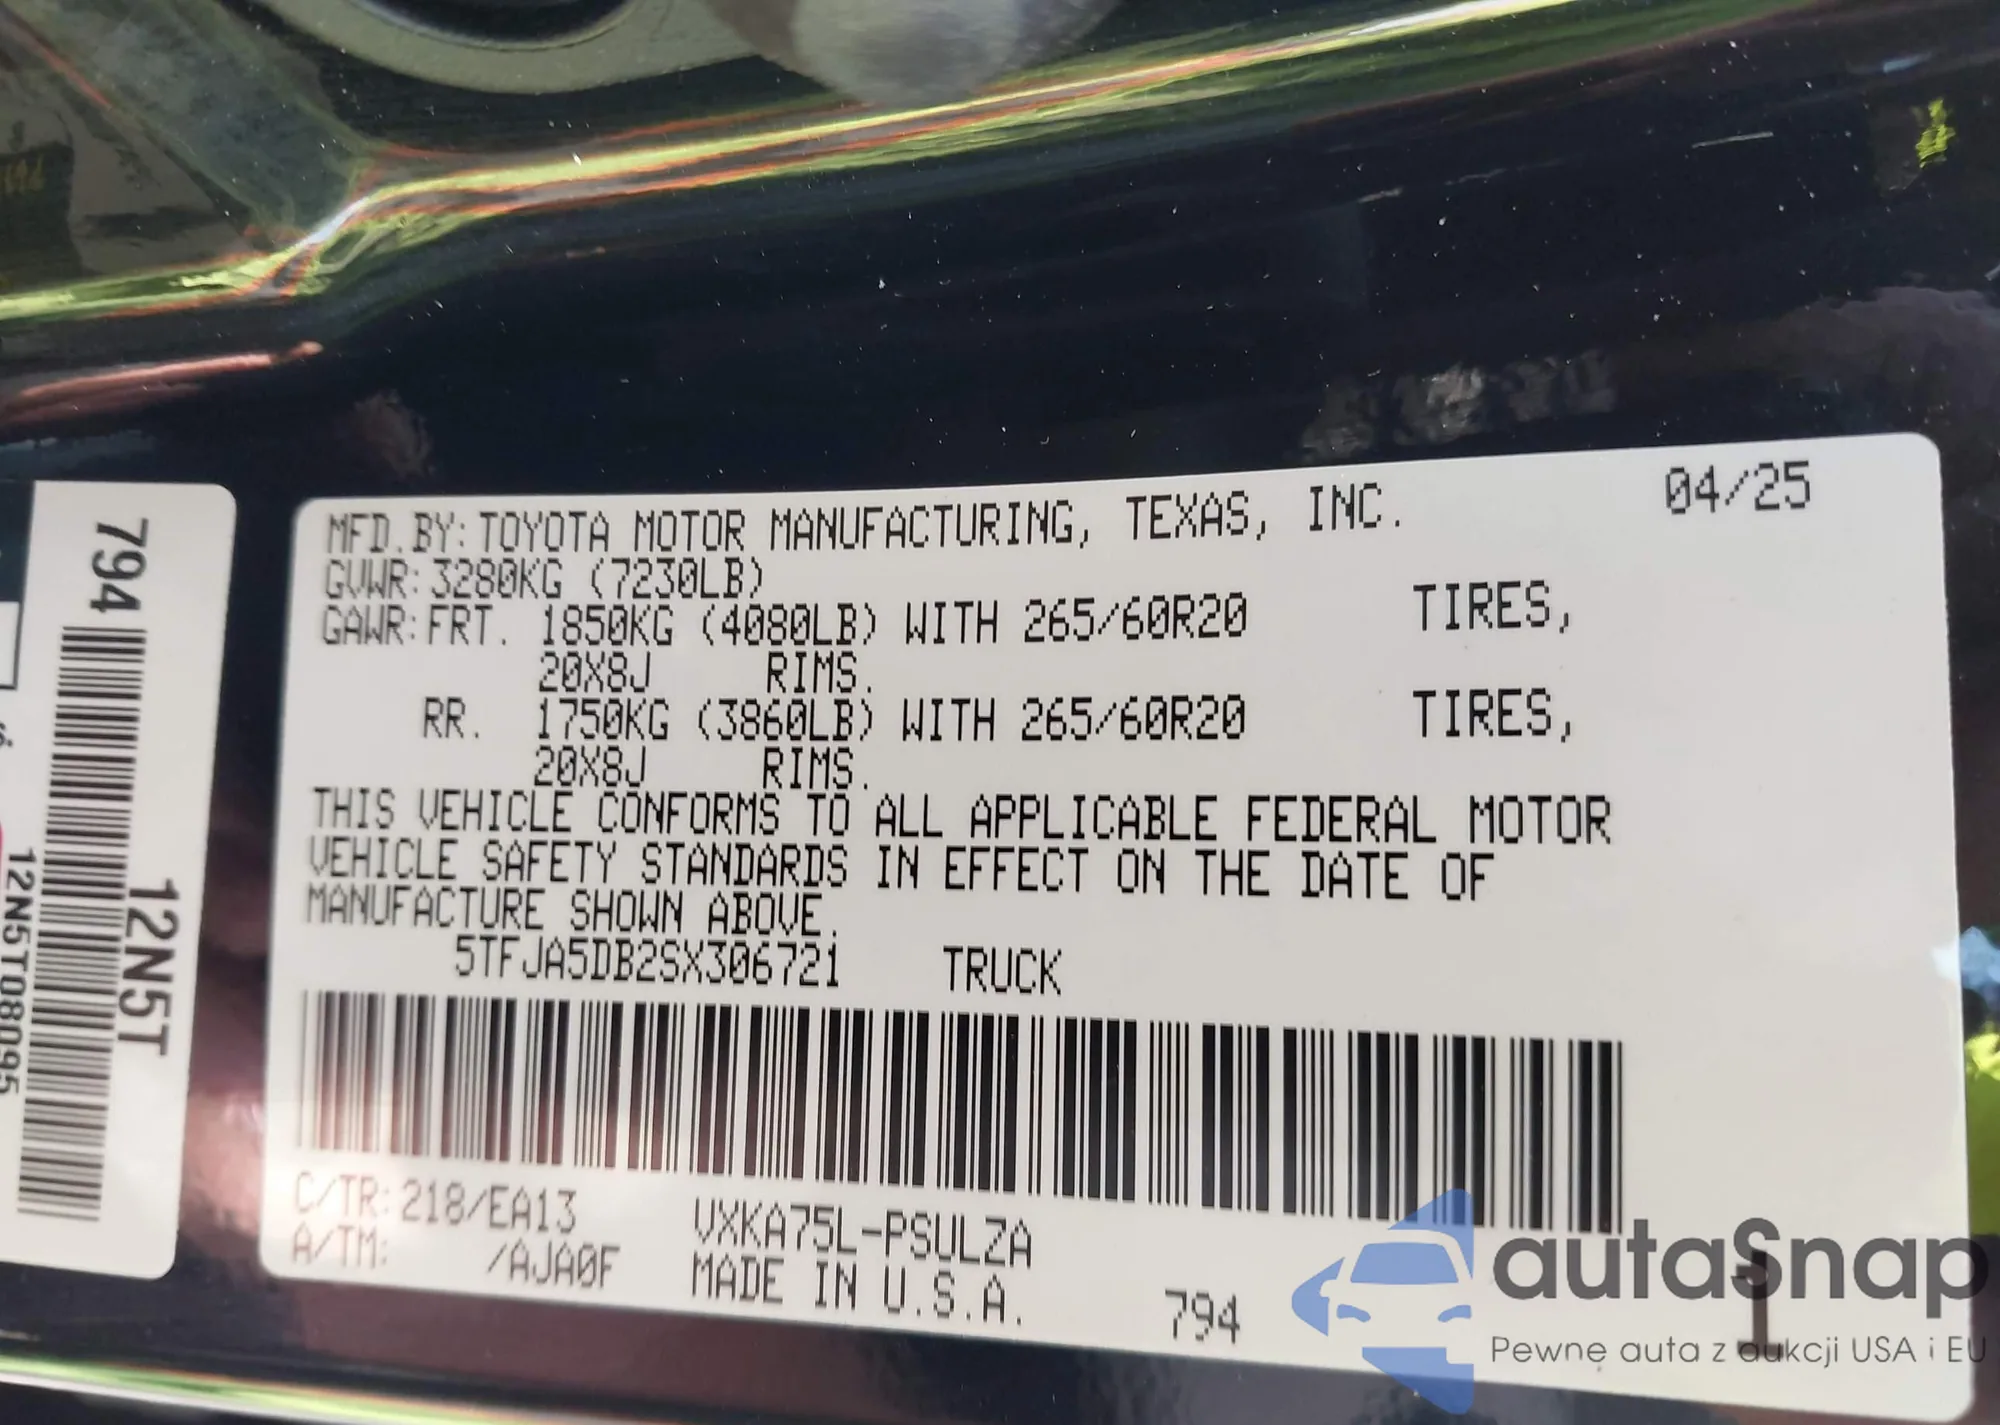 MFD.BY: TOYOTA MOTOR MANUFACTURING, TEXAS, INC. 04/25
GVWR: 3280KG (7230LB)
GAWR: FRT. 1850KG (4080LB) WITH 265/60R20 TIRES,
20X8J RIMS.
RR. 1750KG (3860LB) WITH 265/60R20 TIRES,
20X8J RIMS.
THIS VEHICLE CONFORMS TO ALL APPLICABLE FEDERAL MOTOR
VEHICLE SAFETY STANDARDS IN EFFECT ON THE DATE OF
MANUFACTURE SHOWN ABOVE.
5TFJA5DB2SX306721 TRUCK
C/TR: 218/EA13 VXKA75L-PSULZA
A/TM: /AJA0F MADE IN U.S.A. 794 1
794
12N5T
12N5T08095
autaSnap
Pewne auta z aukcji USA i EU